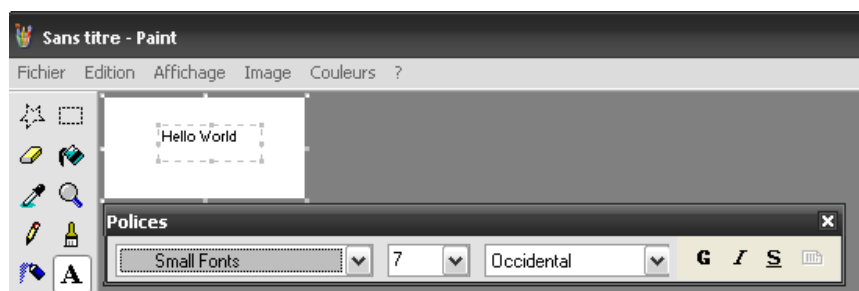 Sans titre - Paint
Fichier Edition Affichage Image Couleurs ?
Hello World
Polices
Small Fonts 7 Occidental G I S
A